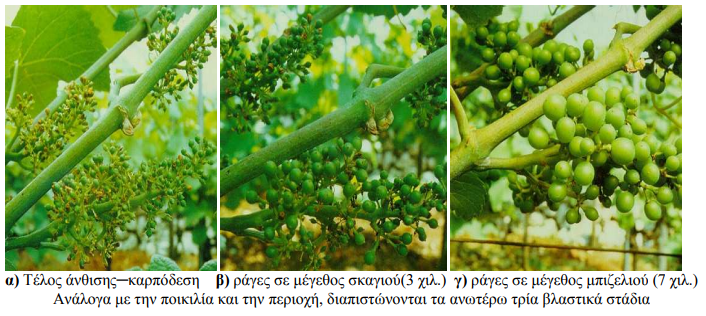 α) Τέλος άνθισης─καρπόδεση β) ράγες σε μέγεθος σκαγιού(3 χιλ.) γ) ράγες σε μέγεθος μπιζελιού (7 χιλ.)
Ανάλογα με την ποικιλία και την περιοχή, διαπιστώνονται τα ανωτέρω τρία βλαστικά στάδια